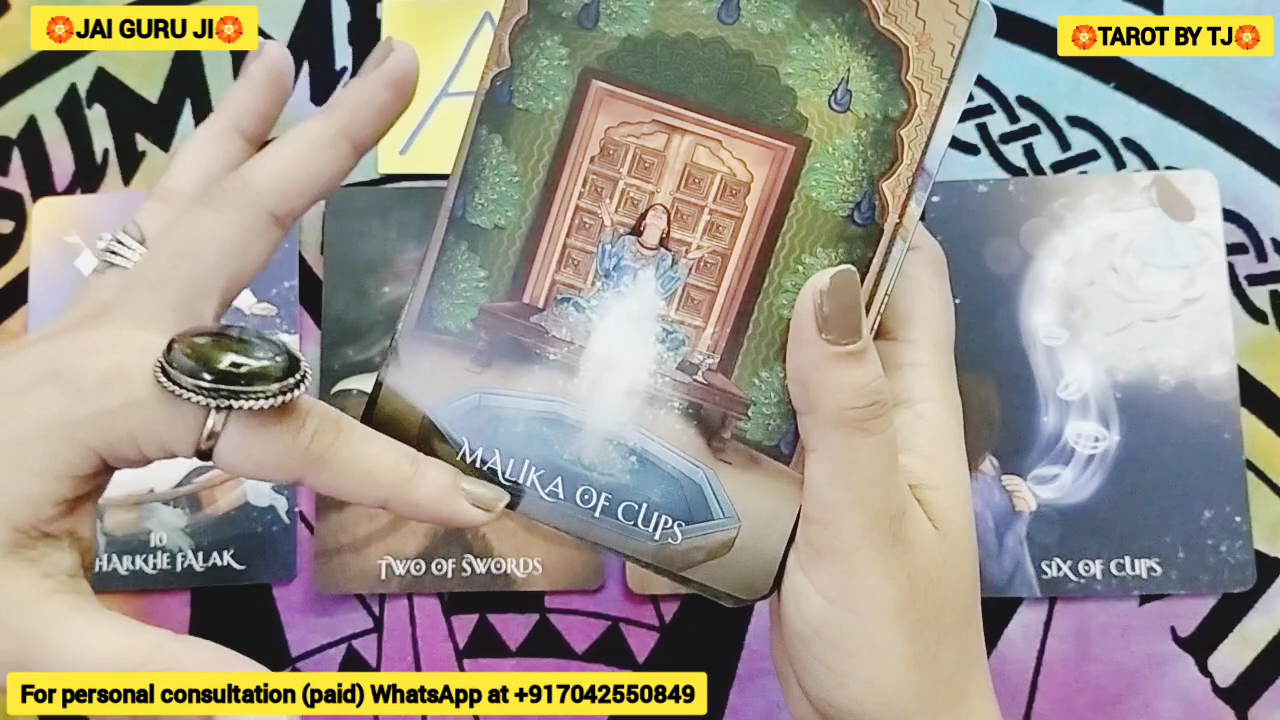 🏵️JAI GURU JI🏵️
🏵️TAROT BY TJ🏵️
A
MALIKA OF CUPS
10
HARKHE FALAK
TWO OF SWORDS
SIX OF CUPS
For personal consultation (paid) WhatsApp at +917042550849